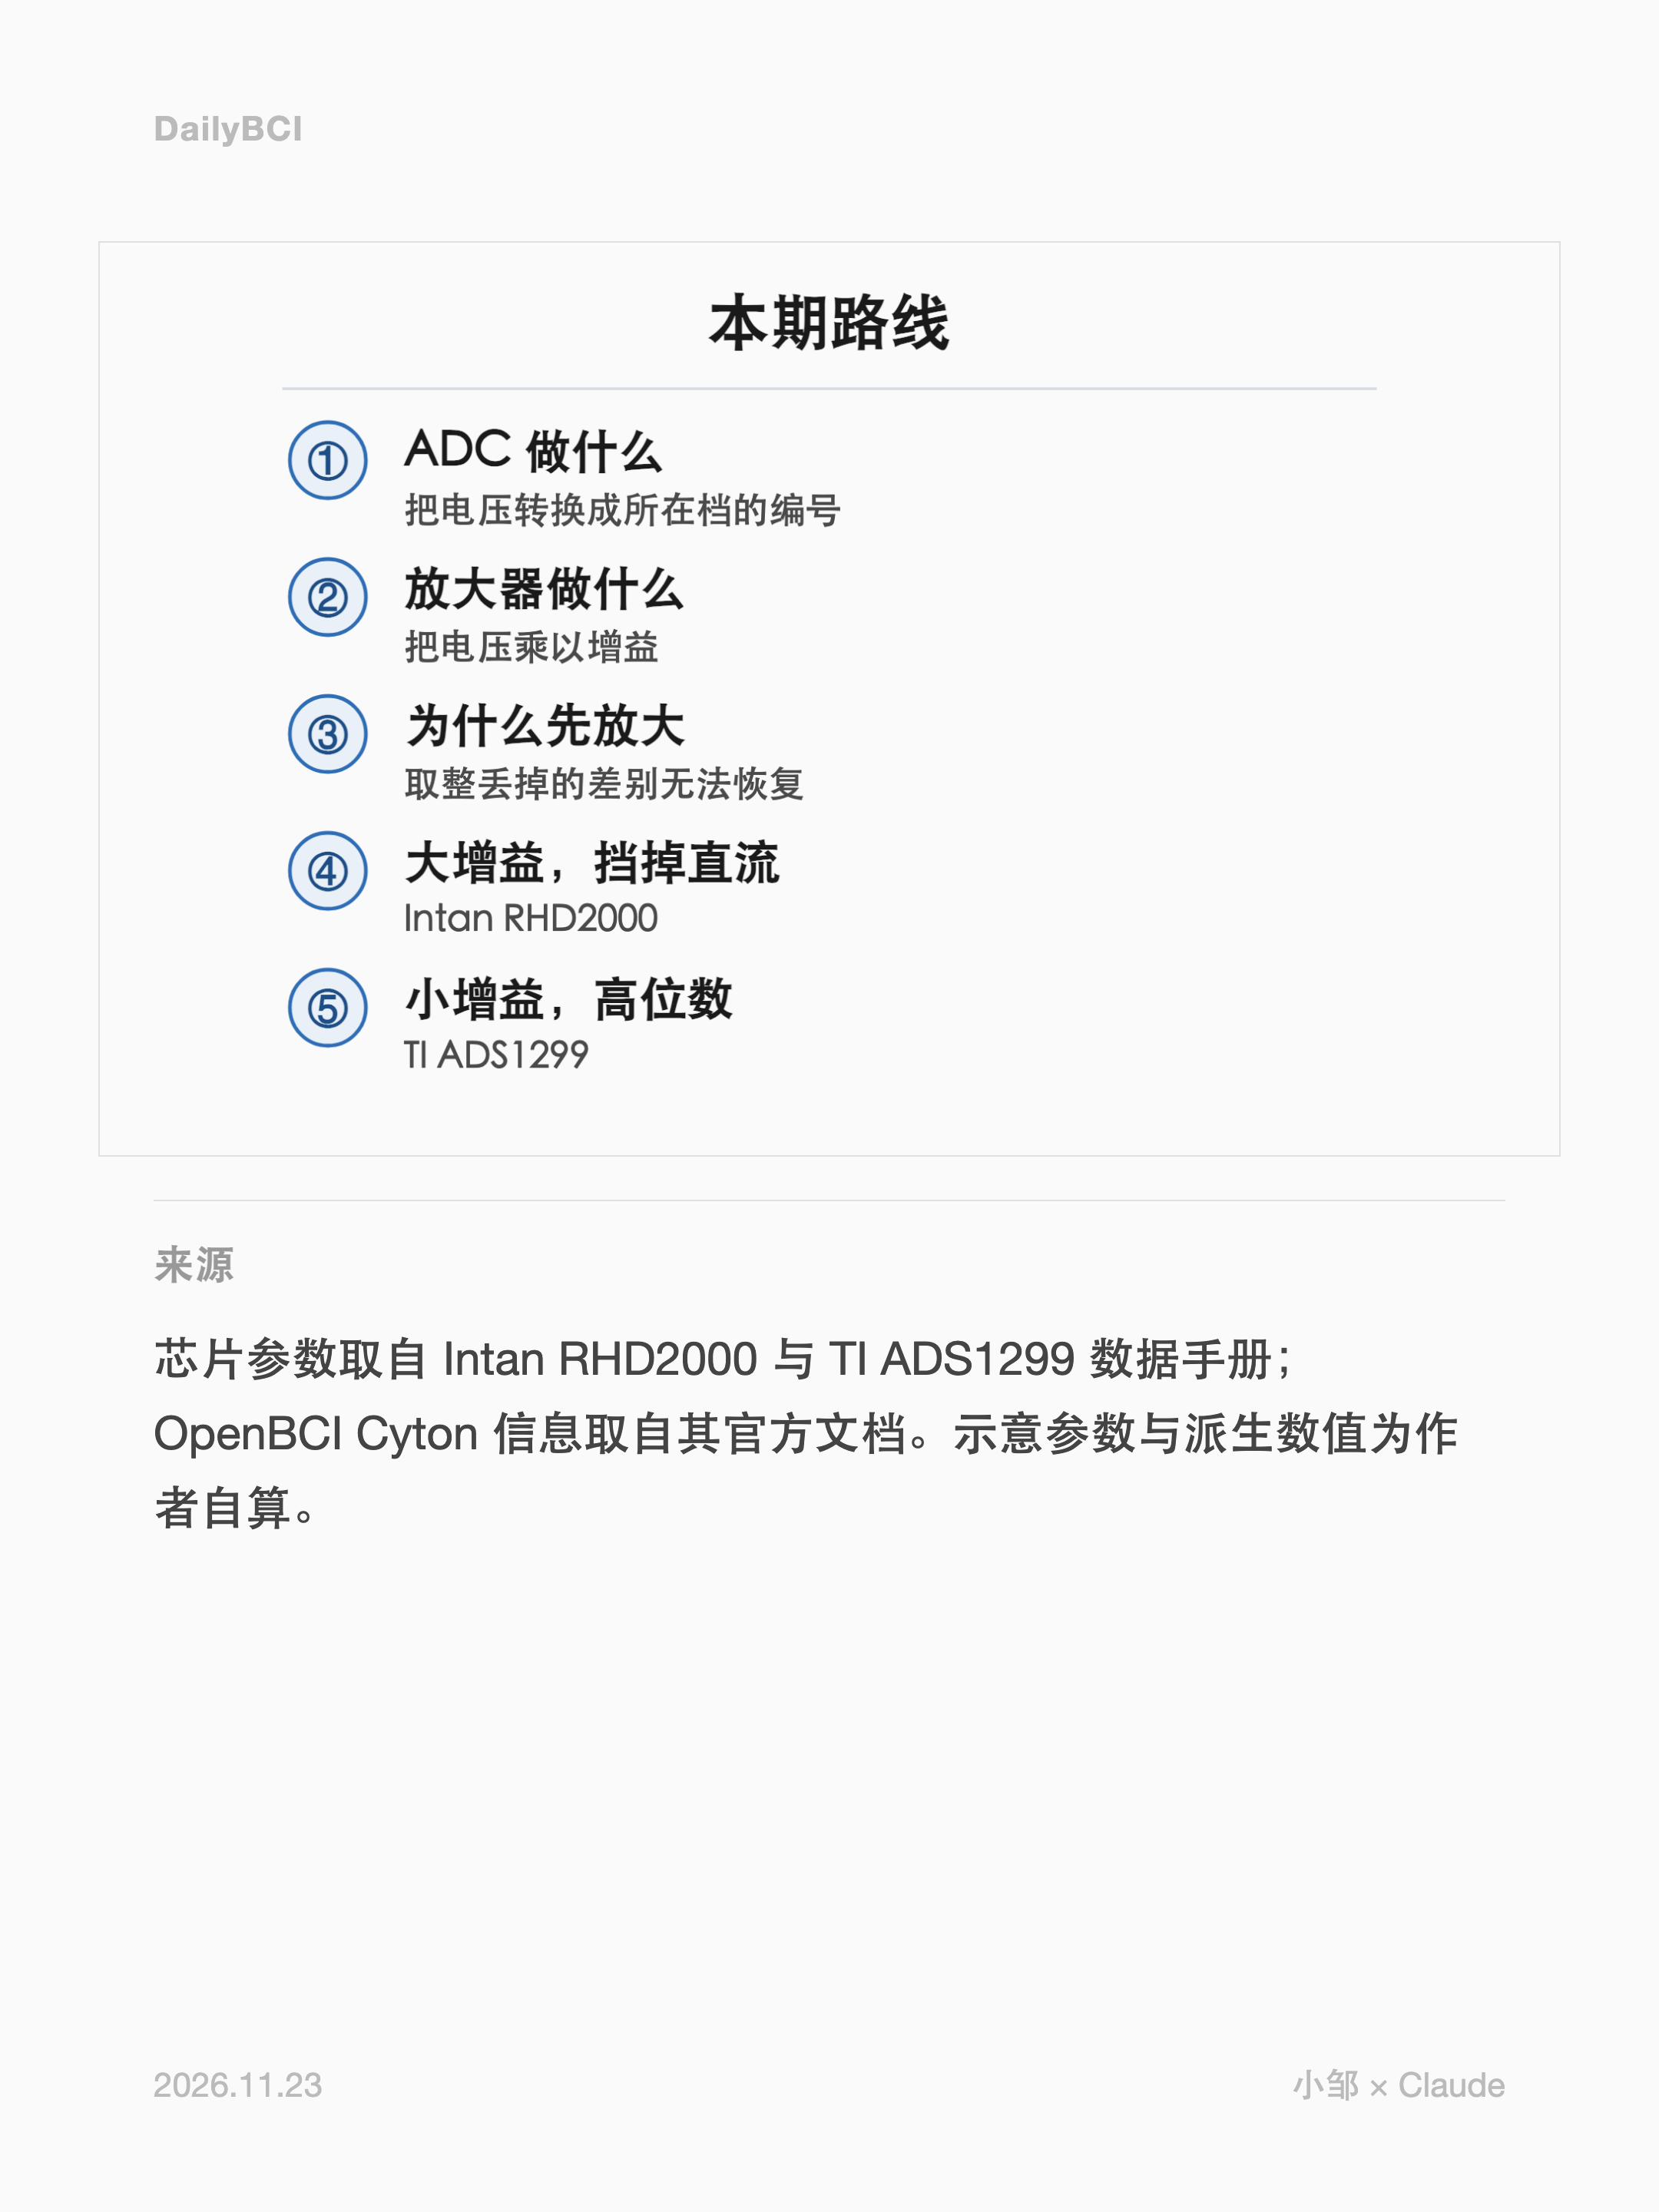 DailyBCI
本期路线
① ADC 做什么
把电压转换成所在档的编号
② 放大器做什么
把电压乘以增益
③ 为什么先放大
取整丢掉的差别无法恢复
④ 大增益，挡掉直流
Intan RHD2000
⑤ 小增益，高位数
TI ADS1299
来源
芯片参数取自 Intan RHD2000 与 TI ADS1299 数据手册；
OpenBCI Cyton 信息取自其官方文档。示意参数与派生数值为作
者自算。
2026.11.23
小邹 × Claude